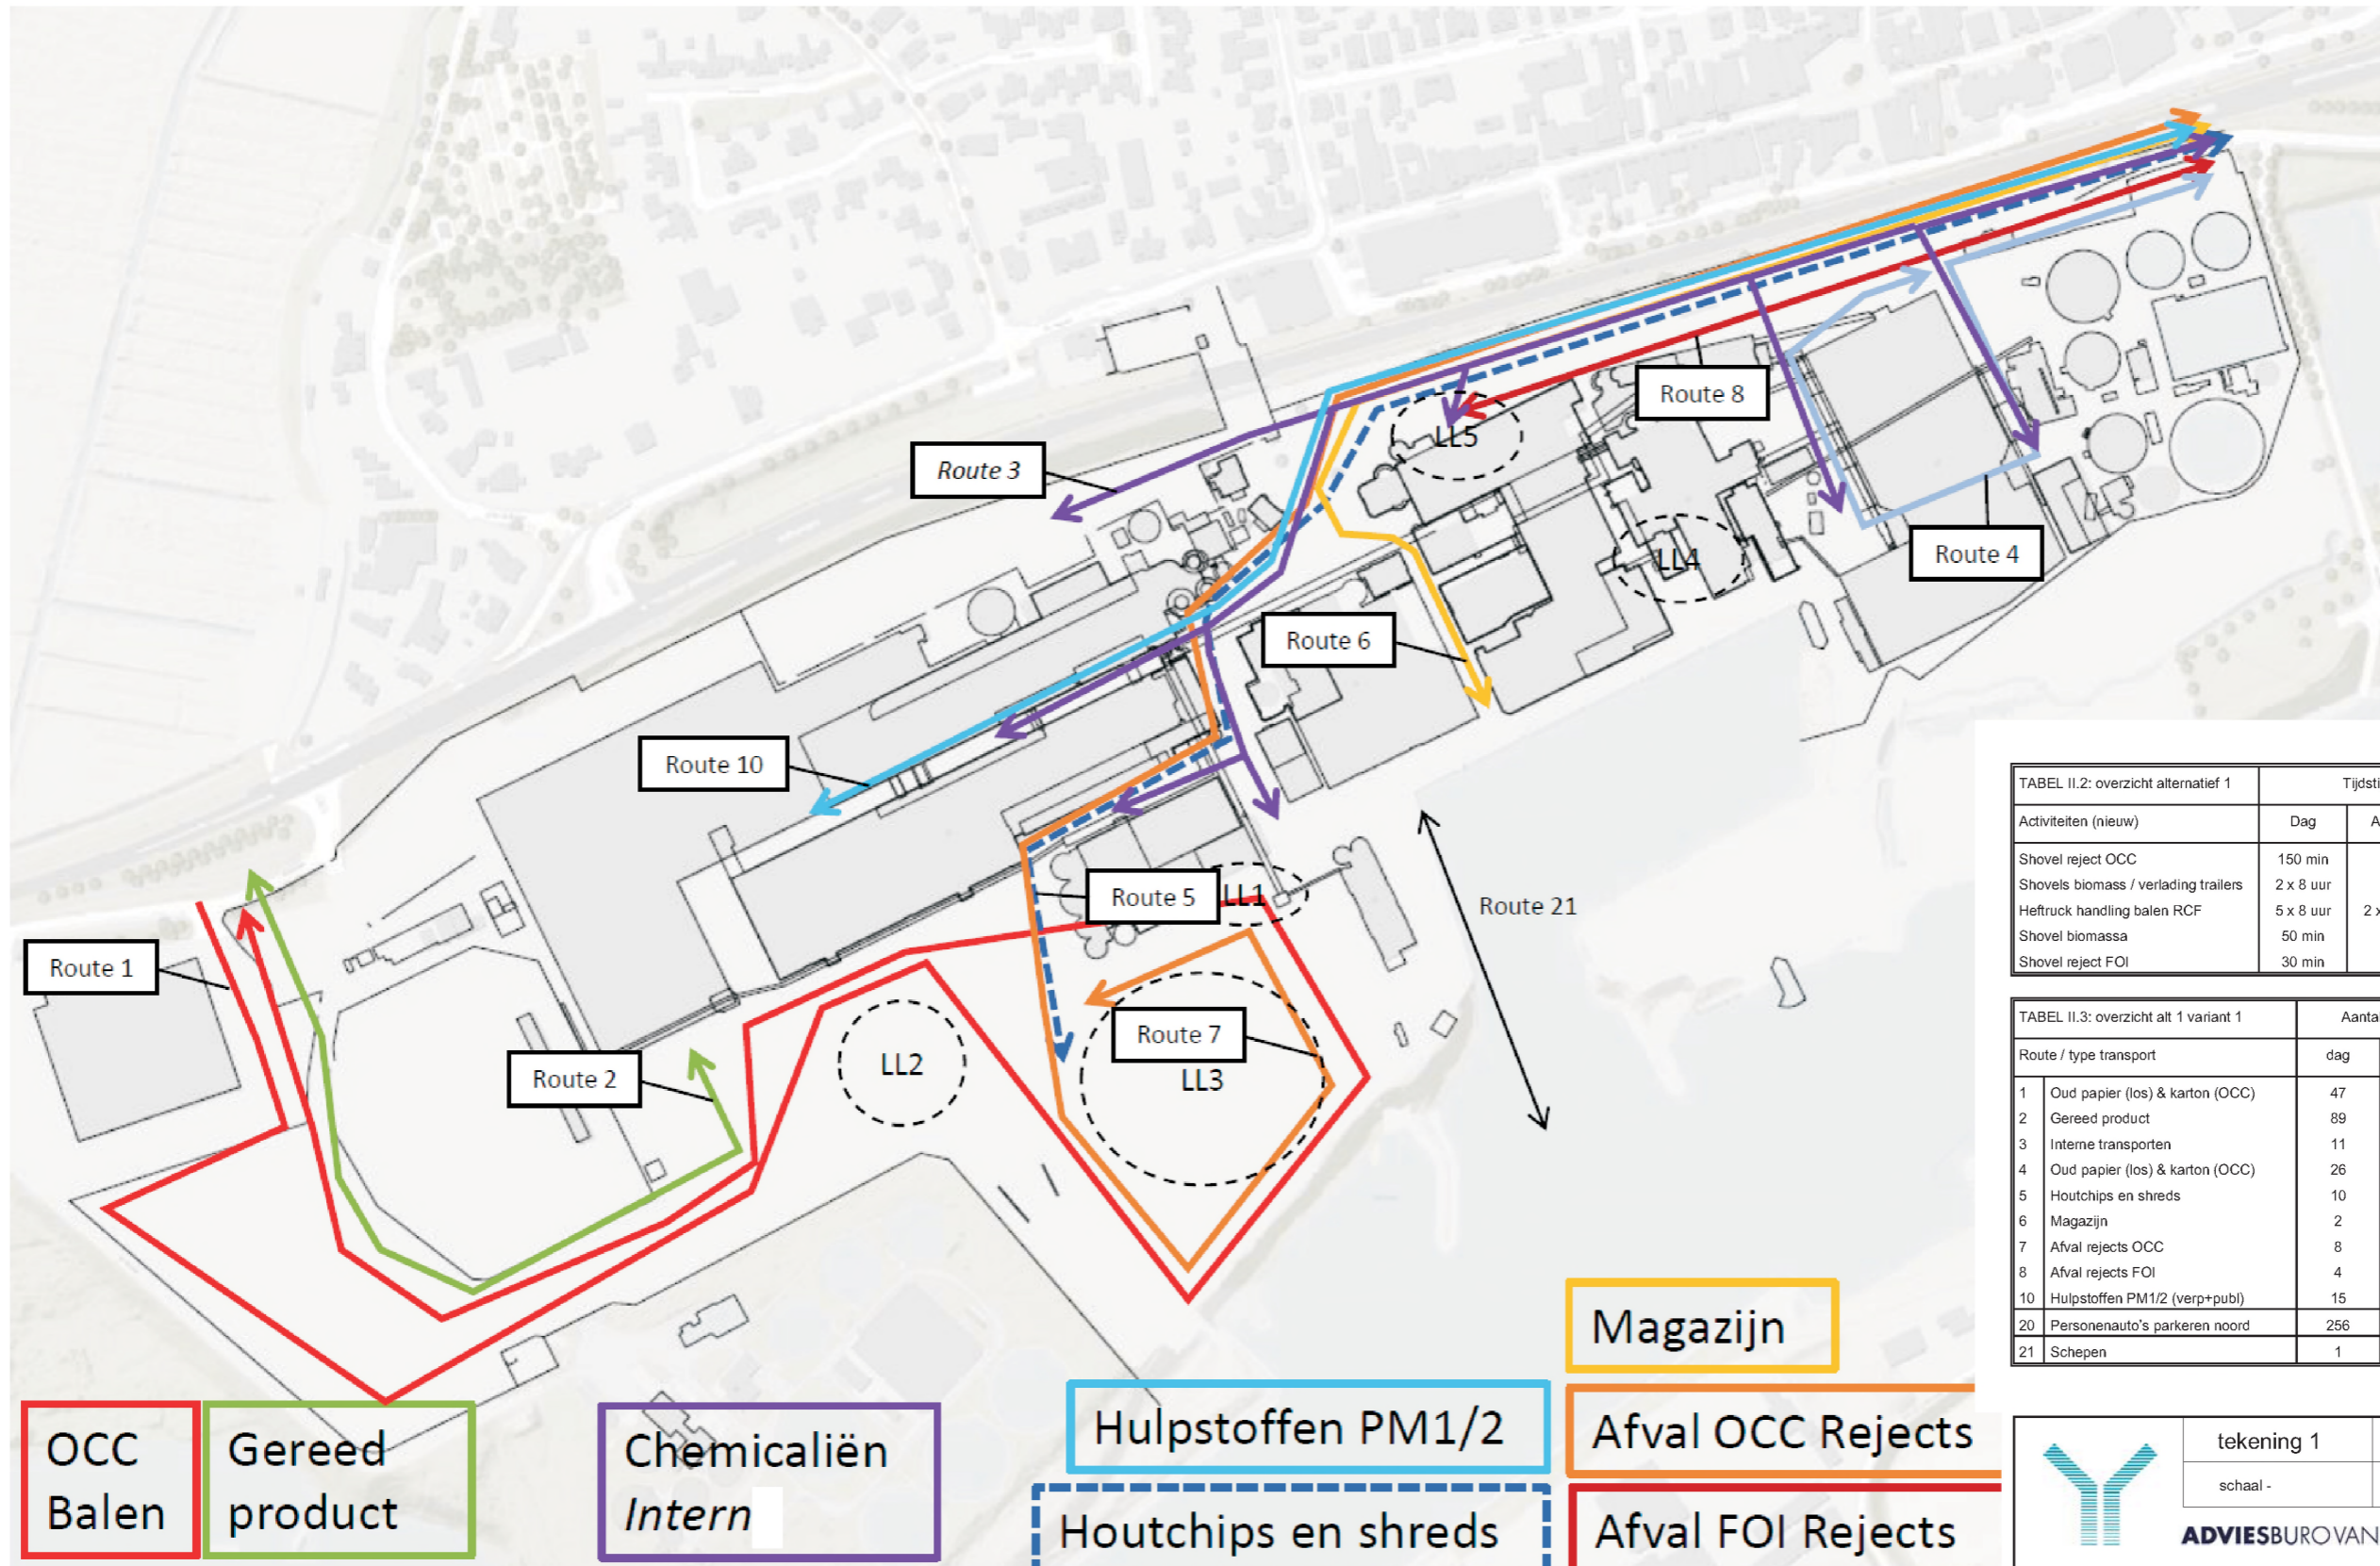 Route 3
LL5
Route 8
LL4
Route 4
Route 6
Route 10
Route 5
LL1
Route 21
Route 1
Route 7
LL2
LL3
Route 2
TABEL II.2: overzicht alternatief 1
Activiteiten (nieuw) Dag
Shovel reject OCC 150 min
Shovels biomass / verlading trailers 2 x 8 uur
Heftruck handling balen RCF 5 x 8 uur 2 x
Shovel biomassa 50 min
Shovel reject FOI 30 min
TABEL II.3: overzicht alt 1 variant 1
Route / type transport dag
1 Oud papier (los) & karton (OCC) 47
2 Gereed product 89
3 Interne transporten 11
4 Oud papier (los) & karton (OCC) 26
5 Houtchips en shreds 10
6 Magazijn 2
7 Afval rejects OCC 8
8 Afval rejects FOI 4
10 Hulpstoffen PM1/2 (verp+publ) 15
20 Personenauto's parkeren noord 256
21 Schepen 1
OCC
Balen
Gereed
product
Chemicaliën
Intern
Hulpstoffen PM1/2
Houtchips en shreds
Magazijn
Afval OCC Rejects
Afval FOI Rejects
tekening 1
schaal -
ADVIESBURO VAN